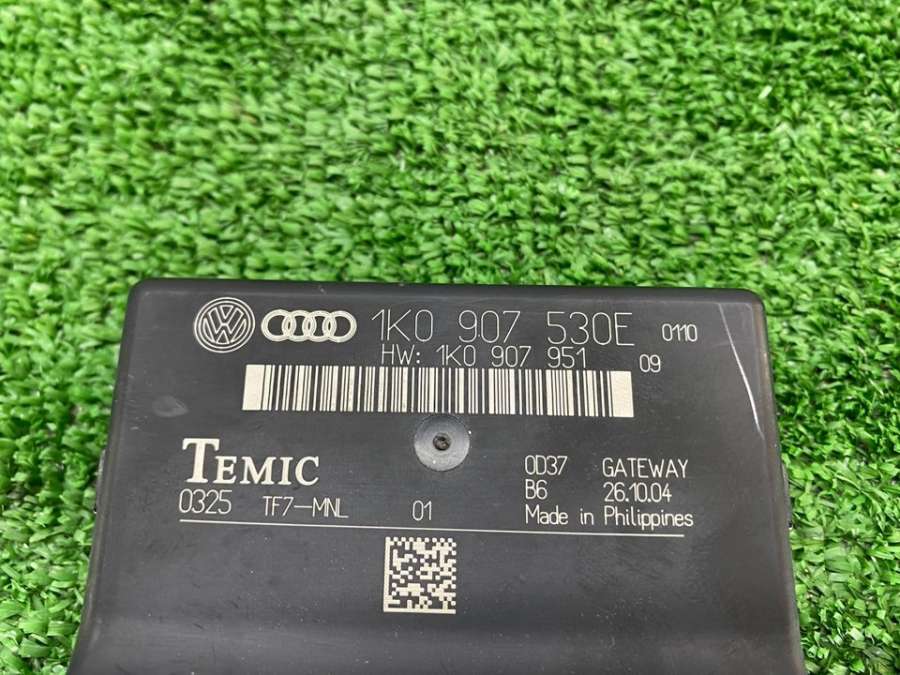 1K0 907 530E 0110
HW: 1K0 907 951 09
TEMIC
0D37 GATEWAY
0325 TF7-MNL 01 B6 26.10.04
Made in Philippines